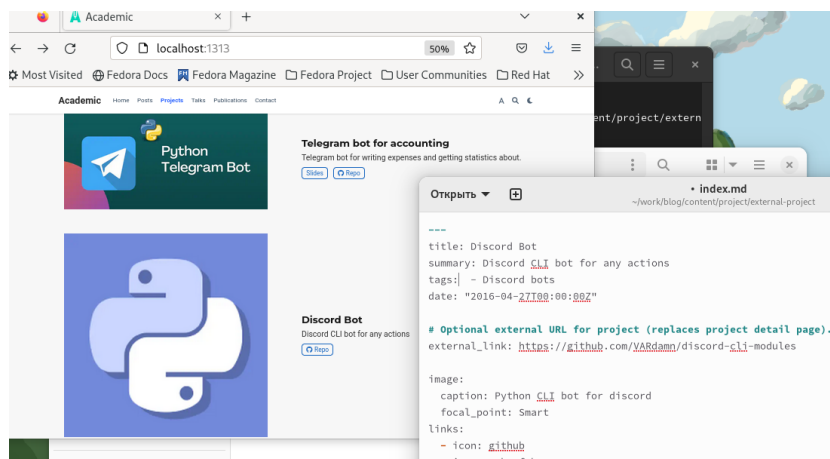 Academic × +
localhost:1313 50%
Most Visited Fedora Docs Fedora Magazine Fedora Project User Communities Red Hat
Academic Home Posts Projects Talks Publications Contact
Python
Telegram Bot
Telegram bot for accounting
Telegram bot for writing expenses and getting statistics about.
Slides Repo
Discord Bot
Discord CLI bot for any actions
Repo
ent/project/extern
Открыть • index.md
~/work/blog/content/project/external-project
---
title: Discord Bot
summary: Discord CLI bot for any actions
tags: - Discord bots
date: "2016-04-27T00:00:00Z"
# Optional external URL for project (replaces project detail page).
external_link: https://github.com/VARdamn/discord-cli-modules
image:
caption: Python CLI bot for discord
focal_point: Smart
links:
- icon: github